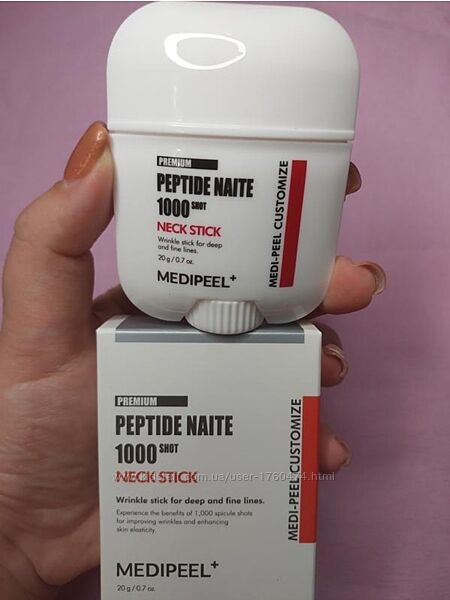 PREMIUM
PEPTIDE NAITE
1000 SHOT
NECK STICK
Wrinkle stick for deep
and fine lines.
20 g / 0.7 oz.
MEDIPEEL+
MEDI-PEEL CUSTOMIZE
PREMIUM
PEPTIDE NAITE
1000 SHOT
NECK STICK
Wrinkle stick for deep and fine lines.
Experience the benefits of 1,000 spicule shots
for improving wrinkles and enhancing
skin elasticity.
MEDIPEEL+
20 g / 0.7 oz.
MEDI-PEEL CUSTOMIZE